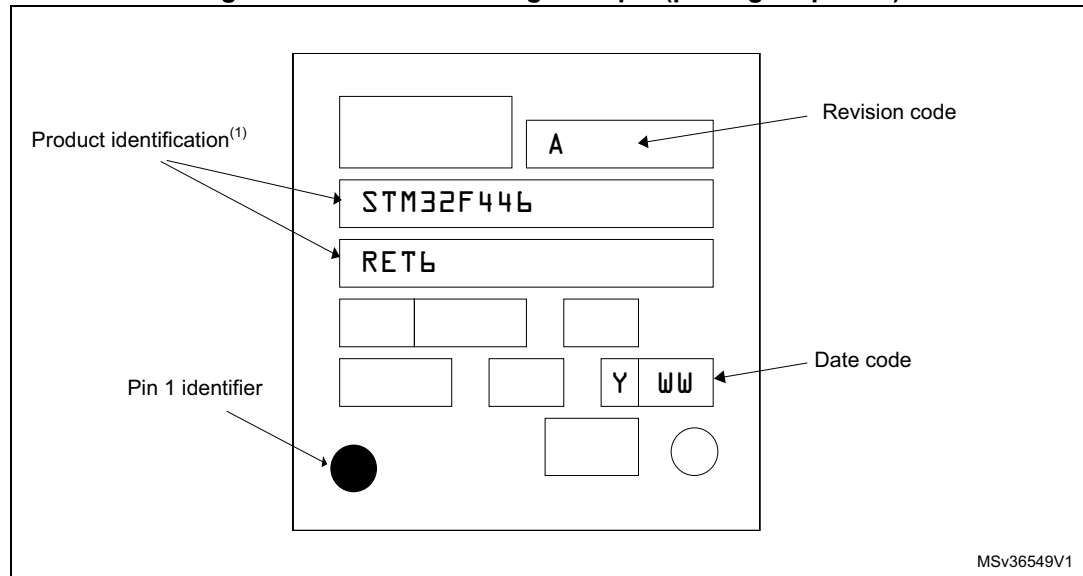 Revision code
Product identification(1)
A
STM32F446
RET6
Date code
Y WW
Pin 1 identifier
MSv36549V1